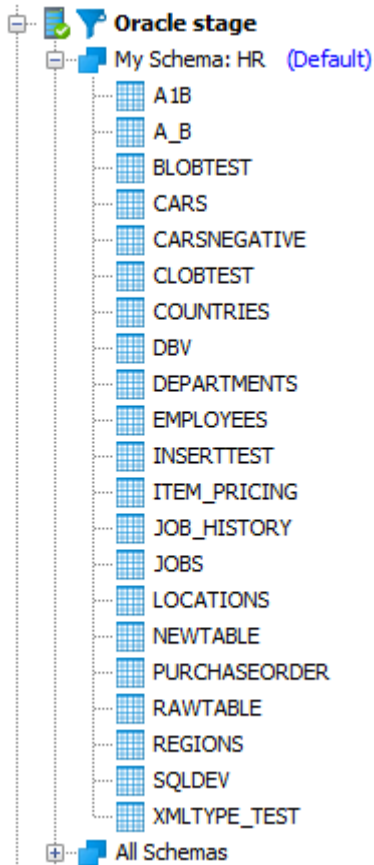 Oracle stage
My Schema: HR (Default)
A1B
A_B
BLOBTEST
CARS
CARSNEGATIVE
CLOBTEST
COUNTRIES
DBV
DEPARTMENTS
EMPLOYEES
INSERTTEST
ITEM_PRICING
JOB_HISTORY
JOBS
LOCATIONS
NEWTABLE
PURCHASEORDER
RAWTABLE
REGIONS
SQLDEV
XMLTYPE_TEST
All Schemas